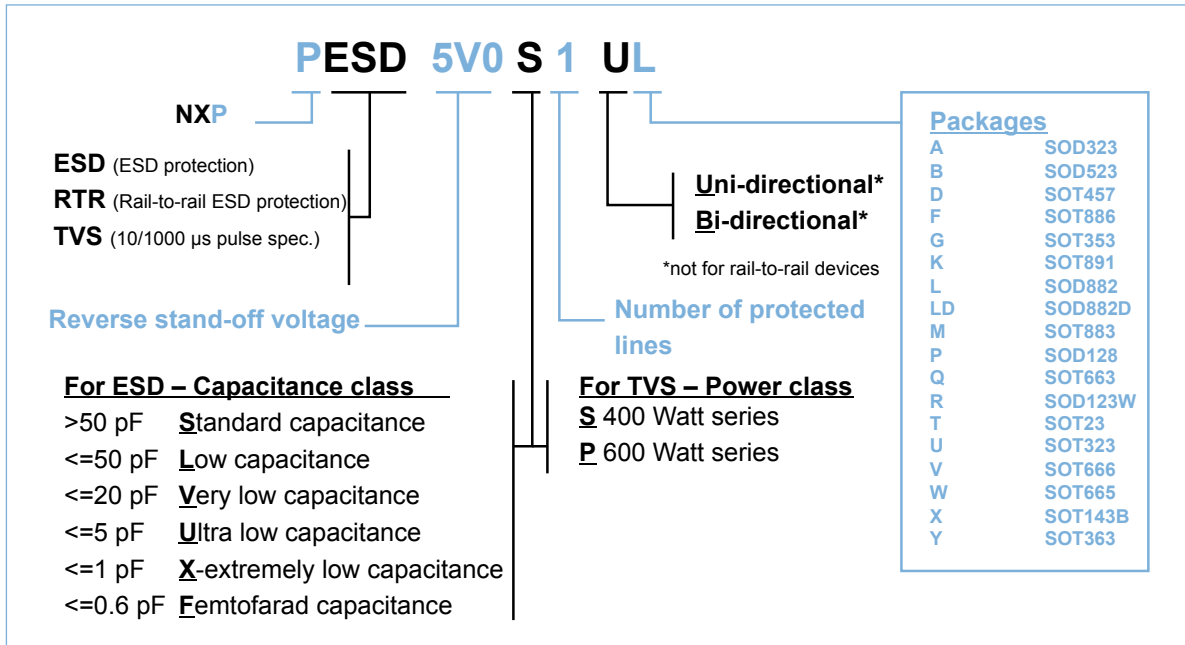 PESD 5V0 S 1 UL
NXP
ESD (ESD protection)
RTR (Rail-to-rail ESD protection)
TVS (10/1000 µs pulse spec.)
Reverse stand-off voltage
Uni-directional*
Bi-directional*
*not for rail-to-rail devices
Number of protected
lines
For ESD – Capacitance class
>50 pF Standard capacitance
<=50 pF Low capacitance
<=20 pF Very low capacitance
<=5 pF Ultra low capacitance
<=1 pF X-extremely low capacitance
<=0.6 pF Femtofarad capacitance
For TVS – Power class
S 400 Watt series
P 600 Watt series
Packages
A SOD323
B SOD523
D SOT457
F SOT886
G SOT353
K SOT891
L SOD882
LD SOD882D
M SOT883
P SOD128
Q SOT663
R SOD123W
T SOT23
U SOT323
V SOT666
W SOT665
X SOT143B
Y SOT363